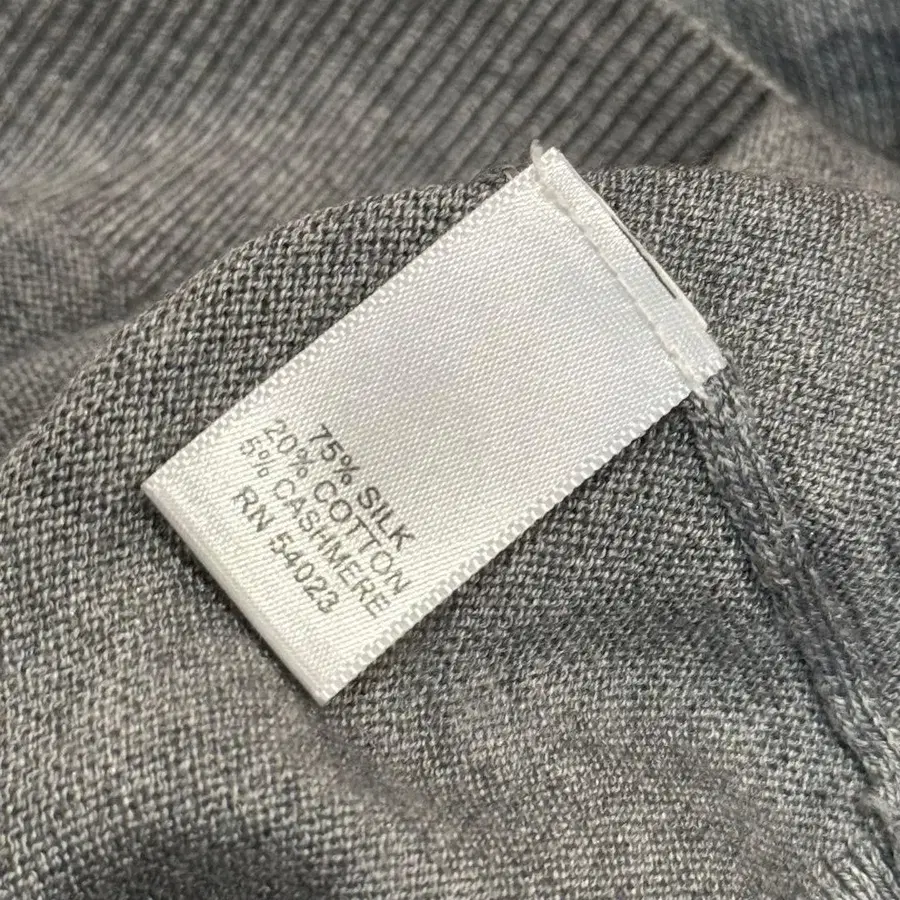 75% SILK
20% COTTON
5% CASHMERE
RN 54023